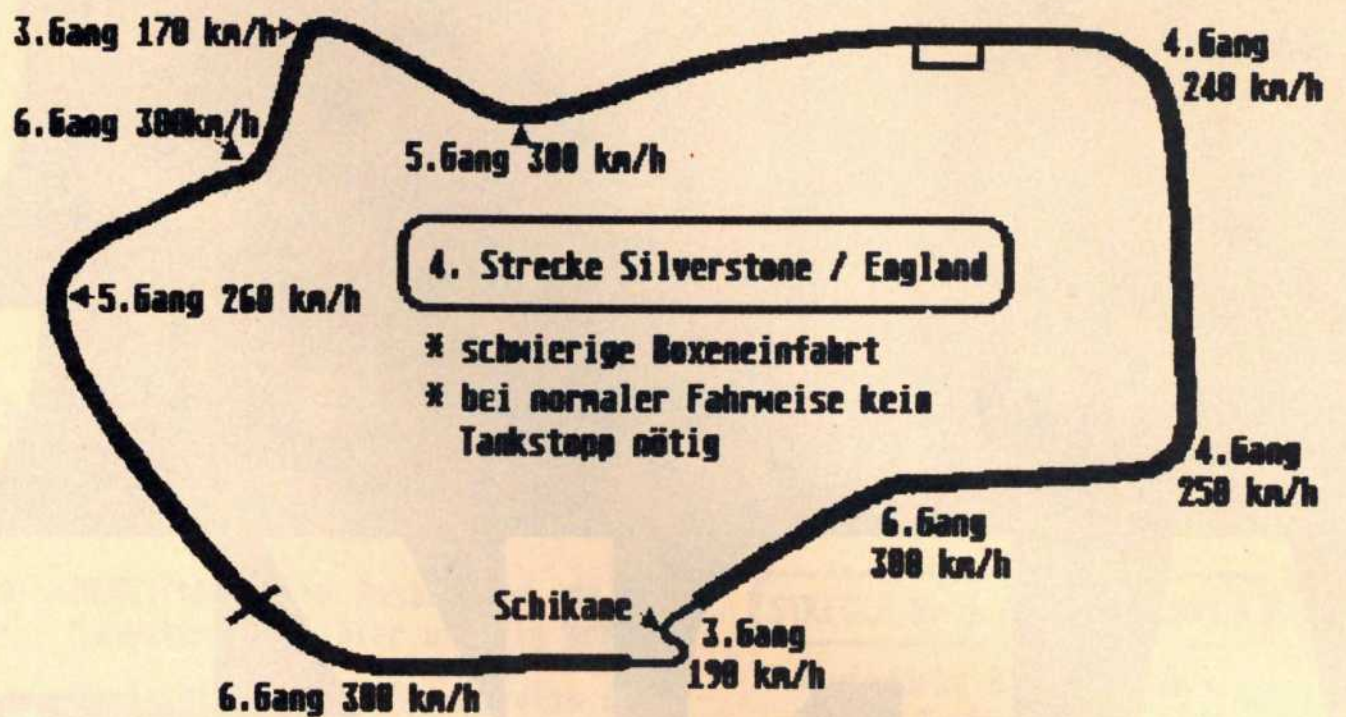 3.Gang 170 km/h
4.Gang
240 km/h
6.Gang 300km/h
5.Gang 300 km/h
4. Strecke Silverstone / England
5.Gang 260 km/h
* schwierige Boxeneinfahrt
* bei normaler Fahrweise kein
Tankstopp nötig
4.Gang
250 km/h
6.Gang
300 km/h
Schikane
3.Gang
190 km/h
6.Gang 300 km/h